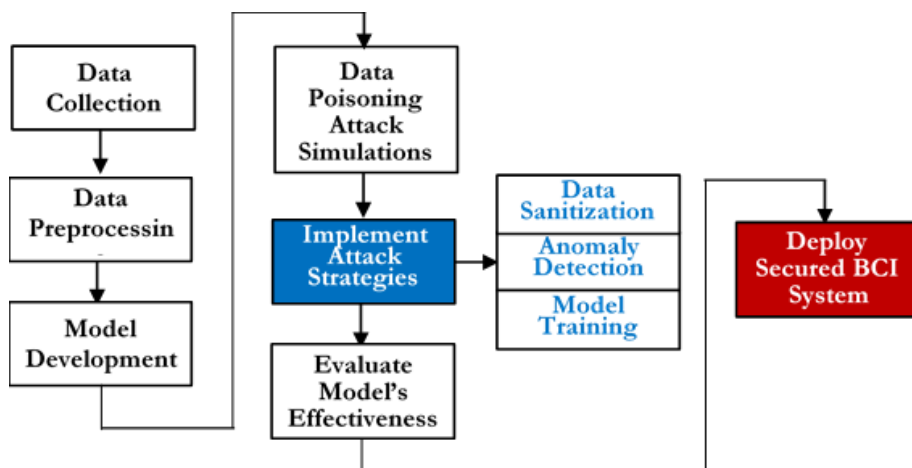 Data
Collection
Data
Preprocessin
Model
Development
Data
Poisoning
Attack
Simulations
Implement
Attack
Strategies
Data
Sanitization
Anomaly
Detection
Model
Training
Evaluate
Model's
Effectiveness
Deploy
Secured BCI
System